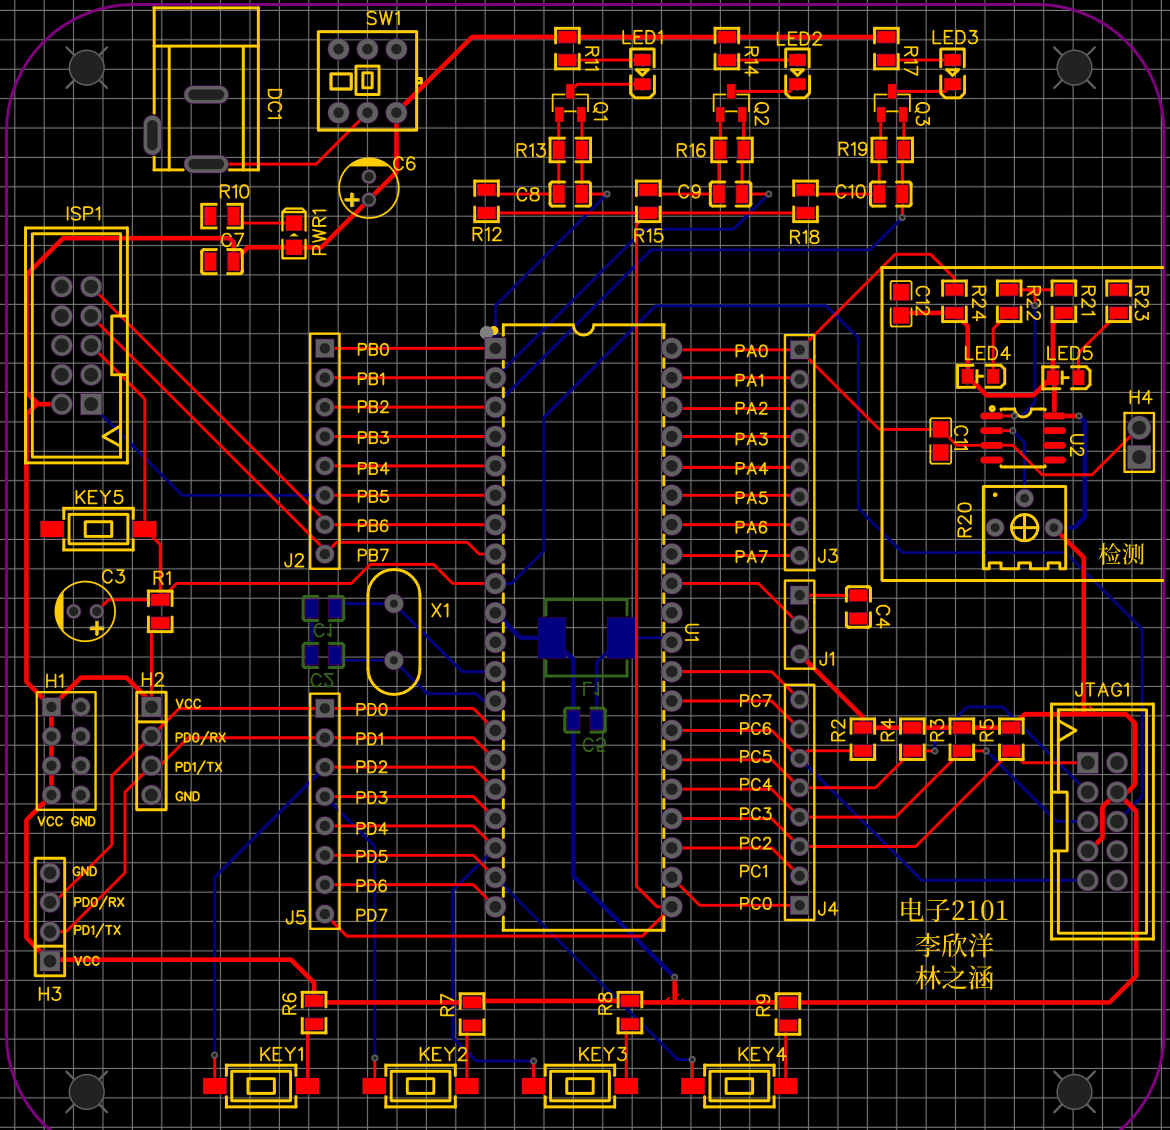 SW1
LED1
LED2
LED3
R11
R14
R17
DC1
Q1
Q2
Q3
R13
R16
R19
C6
R10
C8
C9
C10
ISP1
PWR1
R12
R15
R18
C7
C12
R24
R22
R21
R23
PB0
PB1
PB2
PB3
PB4
PB5
PB6
PB7
J2
PA0
PA1
PA2
PA3
PA4
PA5
PA6
PA7
J3
LED4
LED5
H4
C11
U2
R20
检测
KEY5
C3
R1
C1
C2
X1
U1
C4
J1
H1
H2
VCC
PD0/RX
PD1/TX
GND
VCC GND
PD0
PD1
PD2
PD3
PD4
PD5
PD6
PD7
J5
PC7
PC6
PC5
PC4
PC3
PC2
PC1
PC0
J4
R2
R4
R3
R5
JTAG1
GND
PD0/RX
PD1/TX
VCC
H3
电子2101
李欣洋
林之涵
R6
R7
R8
R9
KEY1
KEY2
KEY3
KEY4